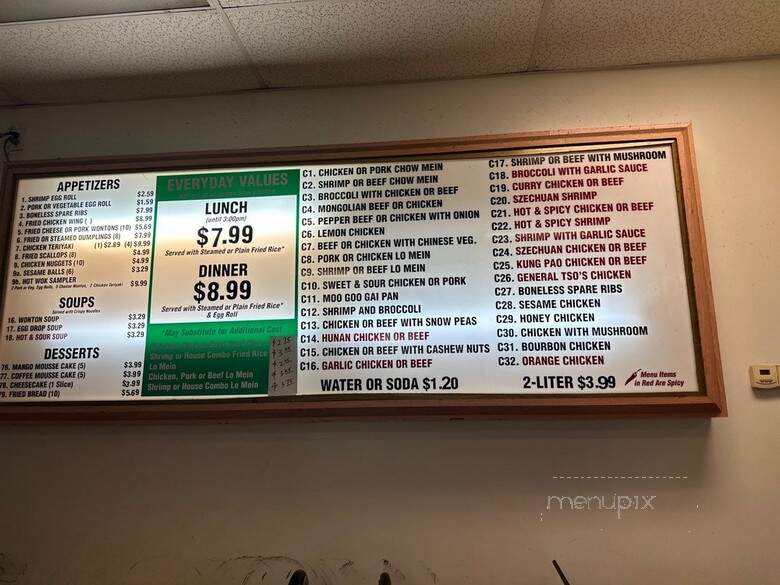 APPETIZERS
1. SHRIMP EGG ROLL $2.59
2. PORK OR VEGETABLE EGG ROLL $1.59
3. BONELESS SPARE RIBS $7.99
4. FRIED CHICKEN WING ( ) $8.99
5. FRIED CHEESE OR PORK WONTONS (10) $5.69
6. FRIED OR STEAMED DUMPLINGS (8) $7.99
7. CHICKEN TERIYAKI (1) $2.89 (4) $9.99
8. FRIED SCALLOPS (8) $4.99
9. CHICKEN NUGGETS (10) $4.99
9a. SESAME BALLS (6) $3.29
9b. HOT WOK SAMPLER $9.99
SOUPS
Served with Crispy Noodles
16. WONTON SOUP $3.29
17. EGG DROP SOUP $3.29
18. HOT & SOUR SOUP $3.29
DESSERTS
76. MANGO MOUSSE CAKE (5) $3.99
77. COFFEE MOUSSE CAKE (5) $3.99
78. CHEESECAKE (1 Slice) $3.99
79. FRIED BREAD (10) $5.69
EVERYDAY VALUES
LUNCH
(until 3:00pm)
$7.99
Served with Steamed or Plain Fried Rice*
DINNER
$8.99
Served with Steamed or Plain Fried Rice*
& Egg Roll
*May Substitute for Additional Cost
Shrimp or House Combo Fried Rice
Lo Mein
Chicken, Pork or Beef Lo Mein
Shrimp or House Combo Lo Mein
C1. CHICKEN OR PORK CHOW MEIN
C2. SHRIMP OR BEEF CHOW MEIN
C3. BROCCOLI WITH CHICKEN OR BEEF
C4. MONGOLIAN BEEF OR CHICKEN
C5. PEPPER BEEF OR CHICKEN WITH ONION
C6. LEMON CHICKEN
C7. BEEF OR CHICKEN WITH CHINESE VEG.
C8. PORK OR CHICKEN LO MEIN
C9. SHRIMP OR BEEF LO MEIN
C10. SWEET & SOUR CHICKEN OR PORK
C11. MOO GOO GAI PAN
C12. SHRIMP AND BROCCOLI
C13. CHICKEN OR BEEF WITH SNOW PEAS
C14. HUNAN CHICKEN OR BEEF
C15. CHICKEN OR BEEF WITH CASHEW NUTS
C16. GARLIC CHICKEN OR BEEF
WATER OR SODA $1.20
C17. SHRIMP OR BEEF WITH MUSHROOM
C18. BROCCOLI WITH GARLIC SAUCE
C19. CURRY CHICKEN OR BEEF
C20. SZECHUAN SHRIMP
C21. HOT & SPICY CHICKEN OR BEEF
C22. HOT & SPICY SHRIMP
C23. SHRIMP WITH GARLIC SAUCE
C24. SZECHUAN CHICKEN OR BEEF
C25. KUNG PAO CHICKEN OR BEEF
C26. GENERAL TSO'S CHICKEN
C27. BONELESS SPARE RIBS
C28. SESAME CHICKEN
C29. HONEY CHICKEN
C30. CHICKEN WITH MUSHROOM
C31. BOURBON CHICKEN
C32. ORANGE CHICKEN
2-LITER $3.99
Menu Items
in Red Are Spicy
menupix